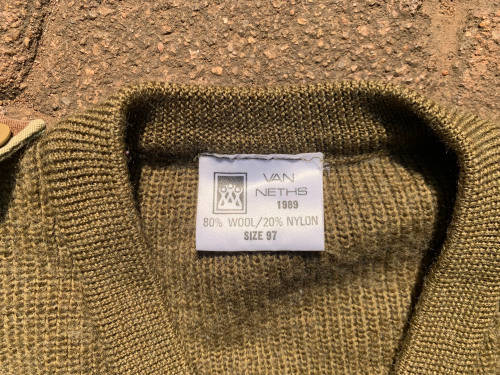 VAN
NETHS
1989
80% WOOL/20% NYLON
SIZE 97